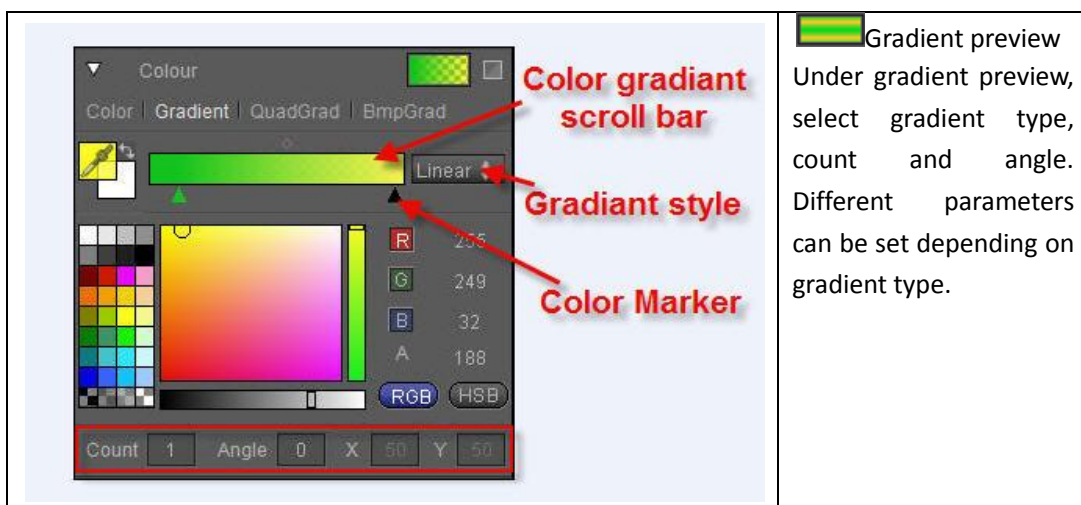 Colour
Color | Gradient | QuadGrad | BmpGrad
Color gradiant
scroll bar
Linear
Gradiant style
R 255
G 249
Color Marker
B 32
A 188
RGB HSB
Count 1 Angle 0 X 50 Y 50
Gradient preview
Under gradient preview,
select gradient type,
count and angle.
Different parameters
can be set depending on
gradient type.